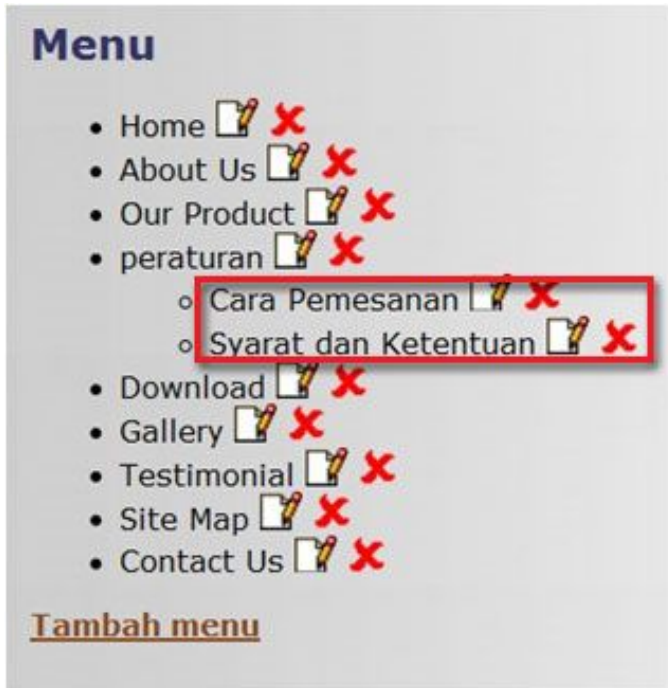 Menu
Home
About Us
Our Product
peraturan
Cara Pemesanan
Syarat dan Ketentuan
Download
Gallery
Testimonial
Site Map
Contact Us
Tambah menu